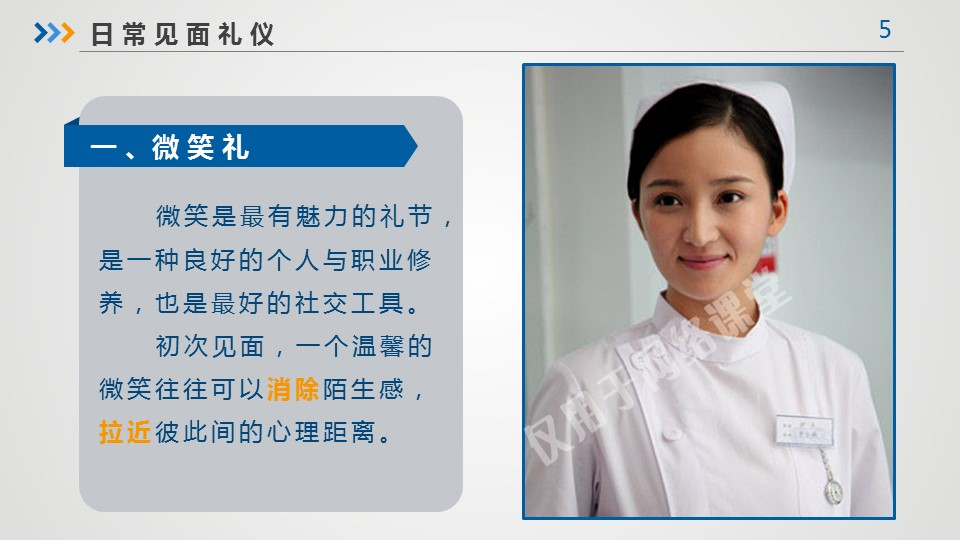 日常见面礼仪
5
一、微笑礼
微笑是最有魅力的礼节，
是一种良好的个人与职业修
养，也是最好的社交工具。
初次见面，一个温馨的
微笑往往可以消除陌生感，
拉近彼此间的心理距离。
仅用于网络课堂